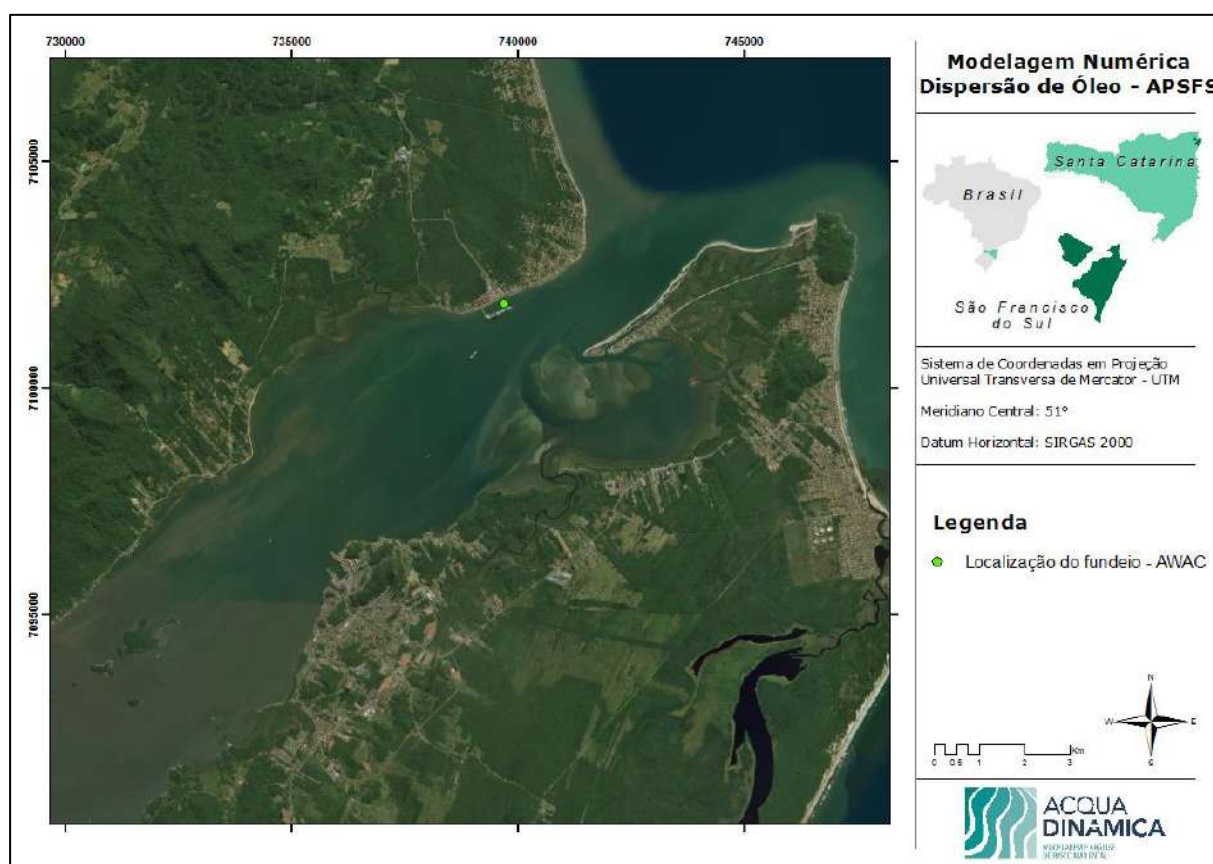 730000 735000 740000 745000
7105000
7100000
7095000
Modelagem Numérica
Dispersão de Óleo - APSFS
Santa Catarina
Brasil
São Francisco
do Sul
Sistema de Coordenadas em Projeção
Universal Transversa de Mercator - UTM
Meridiano Central: 51°
Datum Horizontal: SIRGAS 2000
Legenda
Localização do fundeio - AWAC
N
W E
S
Km
0 0.5 1 2 3
ACQUA
DINÂMICA